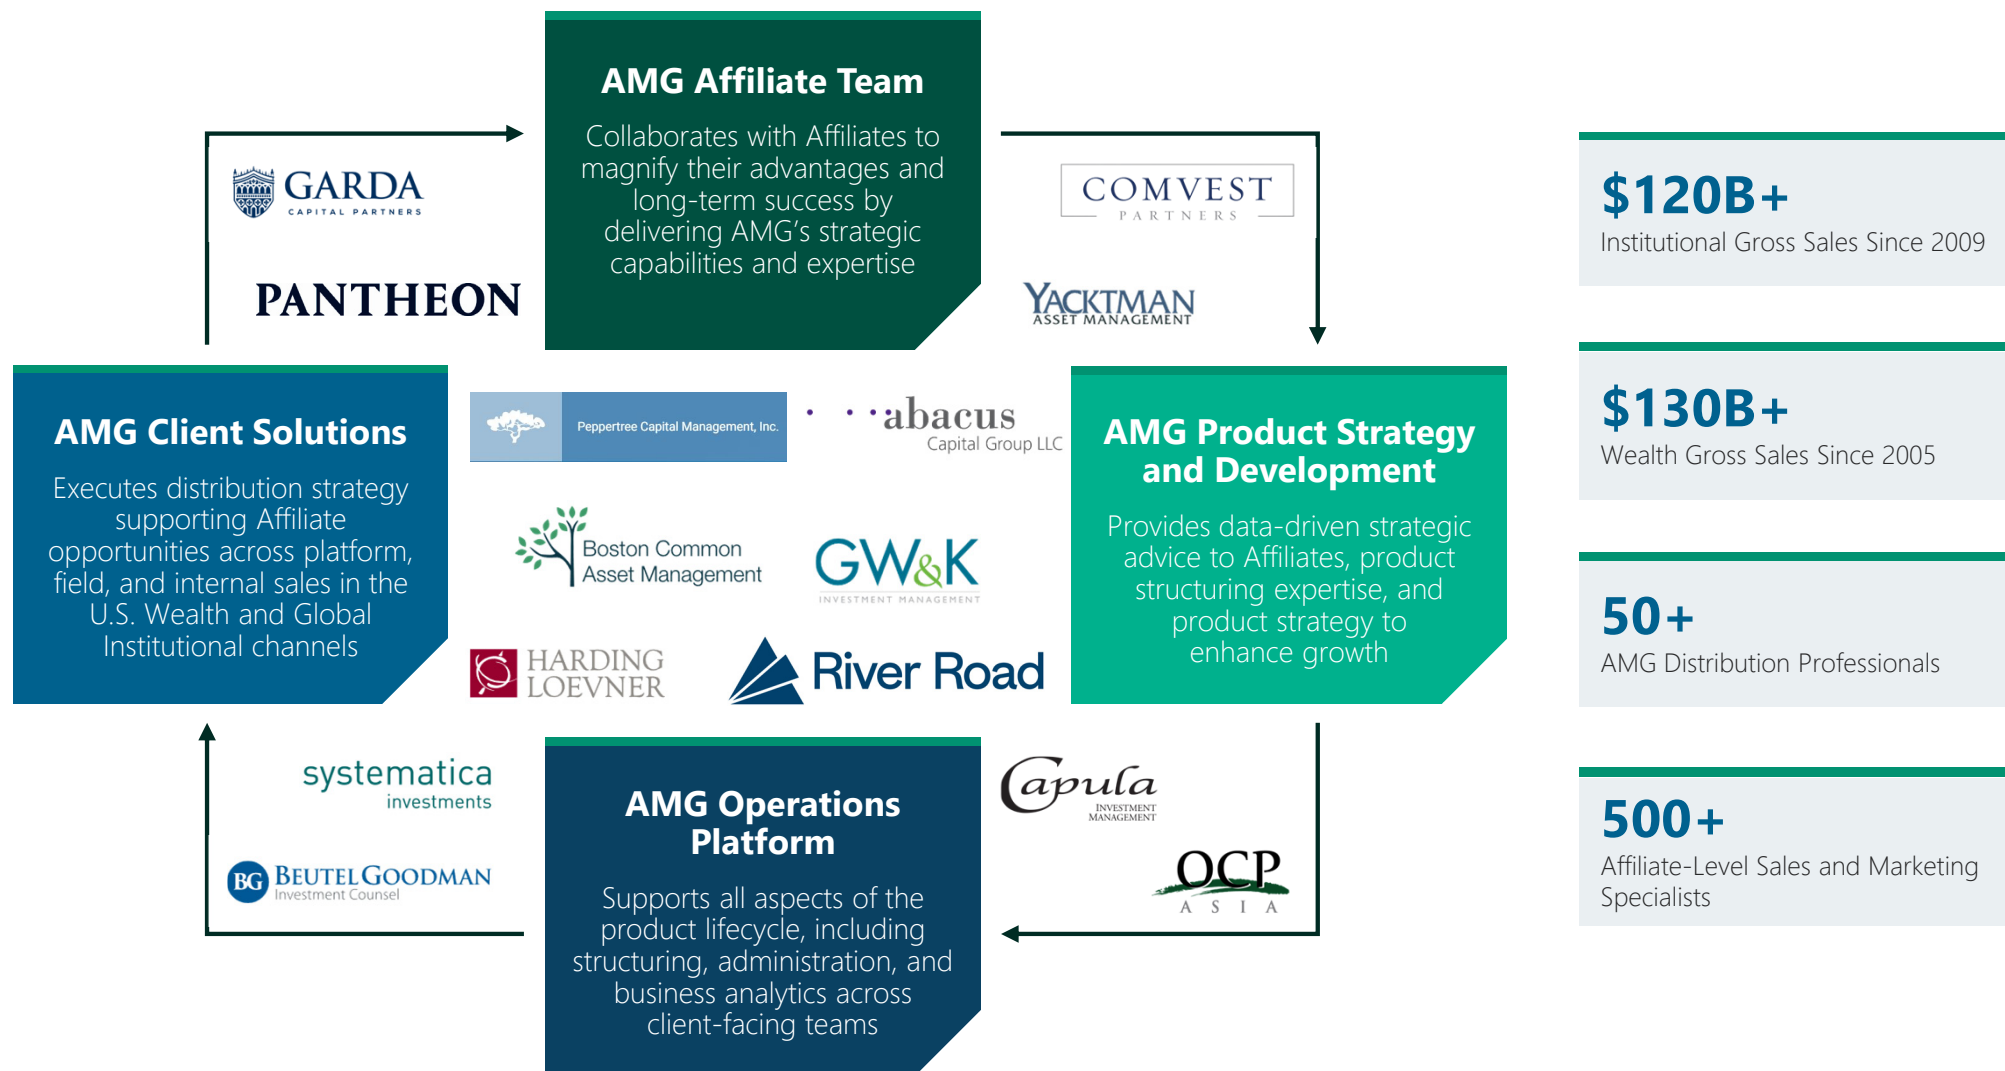 AMG Affiliate Team
Collaborates with Affiliates to
magnify their advantages and
long-term success by
delivering AMG's strategic
capabilities and expertise
GARDA
CAPITAL PARTNERS
PANTHEON
COMVEST
PARTNERS
YACKTMAN
ASSET MANAGEMENT
AMG Client Solutions
Executes distribution strategy
supporting Affiliate
opportunities across platform,
field, and internal sales in the
U.S. Wealth and Global
Institutional channels
Peppertree Capital Management, Inc.
abacus
Capital Group LLC
Boston Common
Asset Management
GW&K
INVESTMENT MANAGEMENT
HARDING
LOEVNER
River Road
AMG Product Strategy
and Development
Provides data-driven strategic
advice to Affiliates, product
structuring expertise, and
product strategy to
enhance growth
systematica
investments
BG BEUTEL GOODMAN
Investment Counsel
AMG Operations
Platform
Supports all aspects of the
product lifecycle, including
structuring, administration, and
business analytics across
client-facing teams
Capula
INVESTMENT
MANAGEMENT
OCP
ASIA
$120B+
Institutional Gross Sales Since 2009
$130B+
Wealth Gross Sales Since 2005
50+
AMG Distribution Professionals
500+
Affiliate-Level Sales and Marketing
Specialists